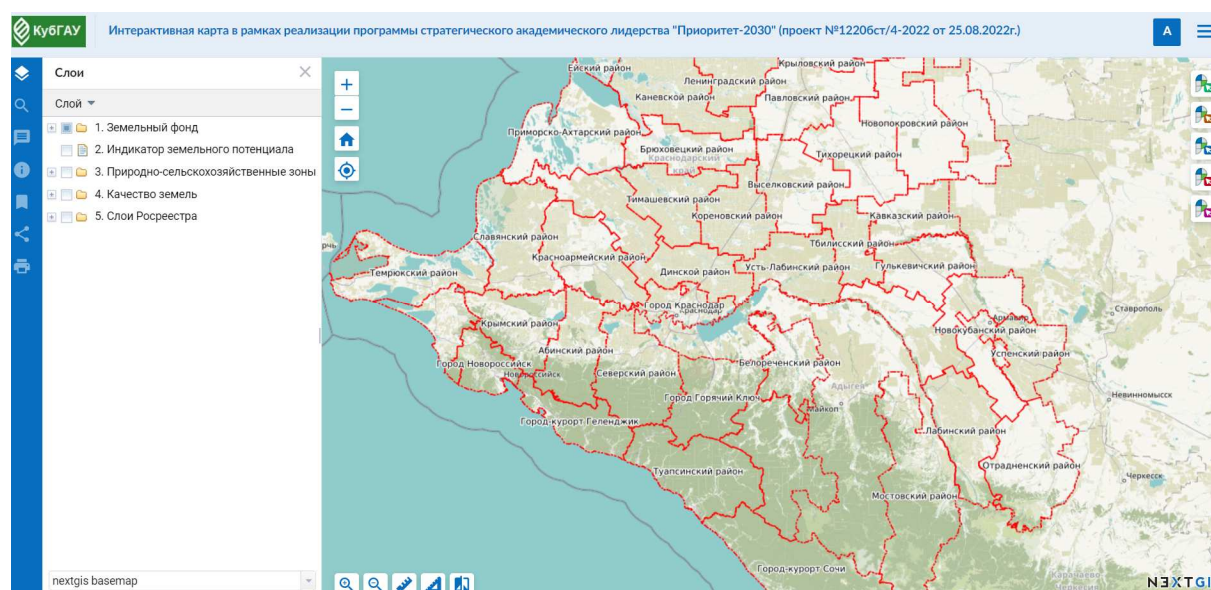 КубГАУ
Интерактивная карта в рамках реализации программы стратегического академического лидерства "Приоритет-2030" (проект №12206ст/4-2022 от 25.08.2022г.)
А
Слои
Слой
1. Земельный фонд
2. Индикатор земельного потенциала
3. Природно-сельскохозяйственные зоны
4. Качество земель
5. Слои Росреестра
nextgis basemap
Ейский район
Крыловский район
Ленинградский район
Каневской район
Павловский район
Новопокровский район
Приморско-Ахтарский район
Брюховецкий район
Краснодарский край
Тихорецкий район
Выселковский район
Тимашевский район
Кореновский район
Кавказский район
Славянский район
Тбилисский район
Красноармейский район
Темрюкский район
Динской район
Усть-Лабинский район
Гулькевичский район
Город Краснодар
Краснодар
Ставрополь
Крымский район
Армавир
Новокубанский район
Абинский район
Успенский район
Город Новороссийск
Новороссийск
Северский район
Белореченский район
Адыгея
Невинномысск
Город Горячий Ключ
Майкоп
Город-курорт Геленджик
Лабинский район
Туапсинский район
Отрадненский район
Черкесск
Мостовский район
Город-курорт Сочи
Карачаево-
NEXTGI